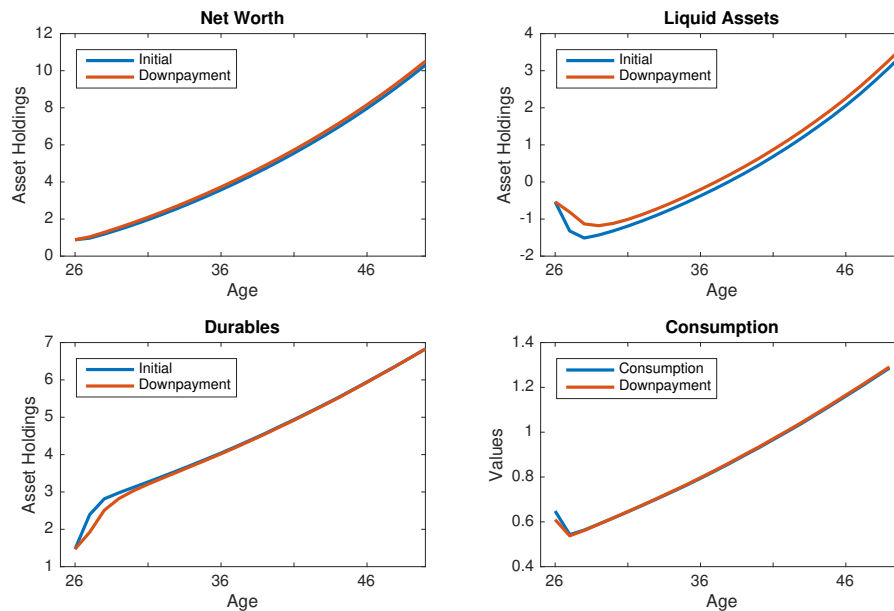 Net Worth
12
10
8
6
4
2
0
26
36
46
Age
Asset Holdings
Initial
Downpayment
Liquid Assets
4
3
2
1
0
-1
-2
26
36
46
Age
Asset Holdings
Initial
Downpayment
Durables
7
6
5
4
3
2
1
26
36
46
Age
Asset Holdings
Initial
Downpayment
Consumption
1.4
1.2
1
0.8
0.6
0.4
26
36
46
Age
Values
Consumption
Downpayment